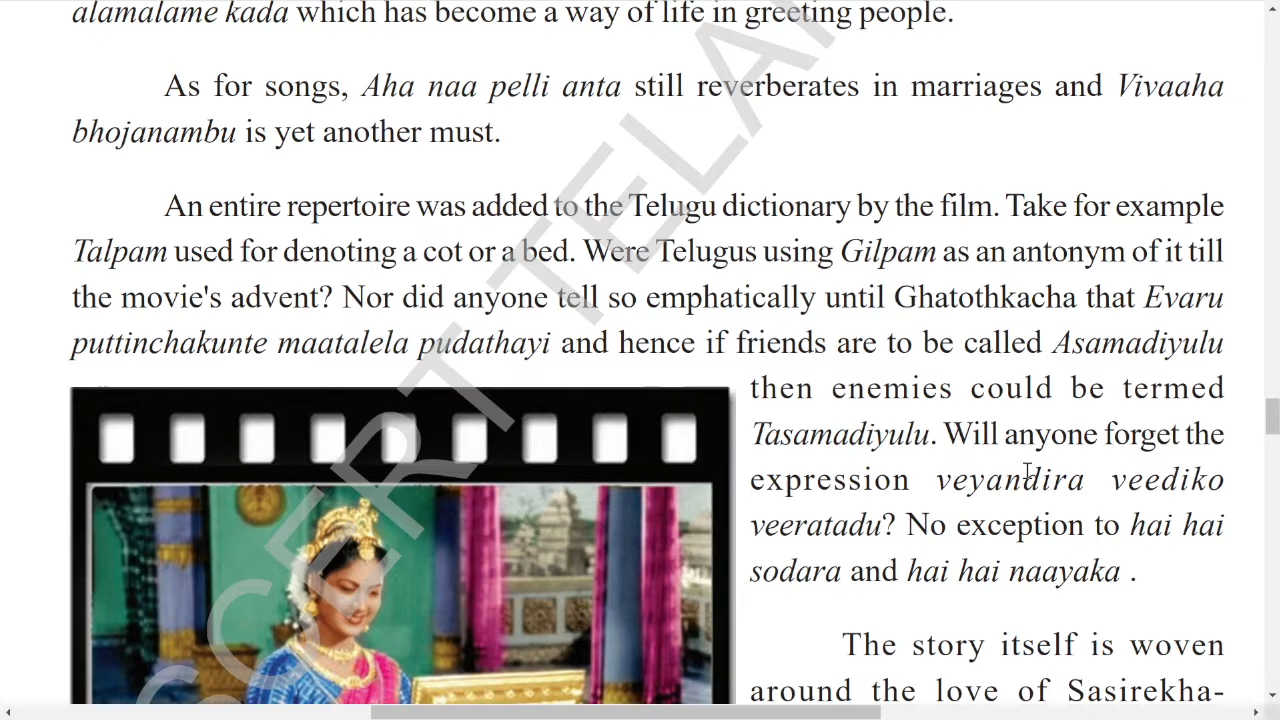 alamalame kada which has become a way of life in greeting people.
As for songs, Aha naa pelli anta still reverberates in marriages and Vivaaha
bhojanambu is yet another must.
An entire repertoire was added to the Telugu dictionary by the film. Take for example
Talpam used for denoting a cot or a bed. Were Telugus using Gilpam as an antonym of it till
the movie's advent? Nor did anyone tell so emphatically until Ghatothkacha that Evaru
puttinchakunte maatalela pudathayi and hence if friends are to be called Asamadiyulu
then enemies could be termed
Tasamadiyulu. Will anyone forget the
expression veyandira veediko
veeratadu? No exception to hai hai
sodara and hai hai naayaka .
The story itself is woven
around the love of Sasirekha-
SCERT TELAN